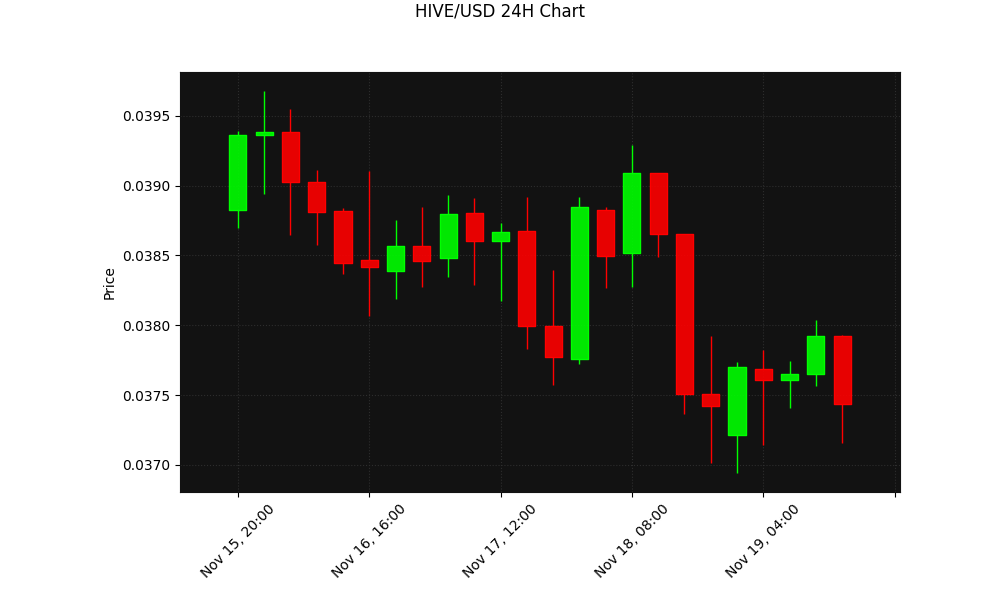 HIVE/USD 24H Chart
Price
0.0395
0.0390
0.0385
0.0380
0.0375
0.0370
Nov 15, 20:00
Nov 16, 16:00
Nov 17, 12:00
Nov 18, 08:00
Nov 19, 04:00